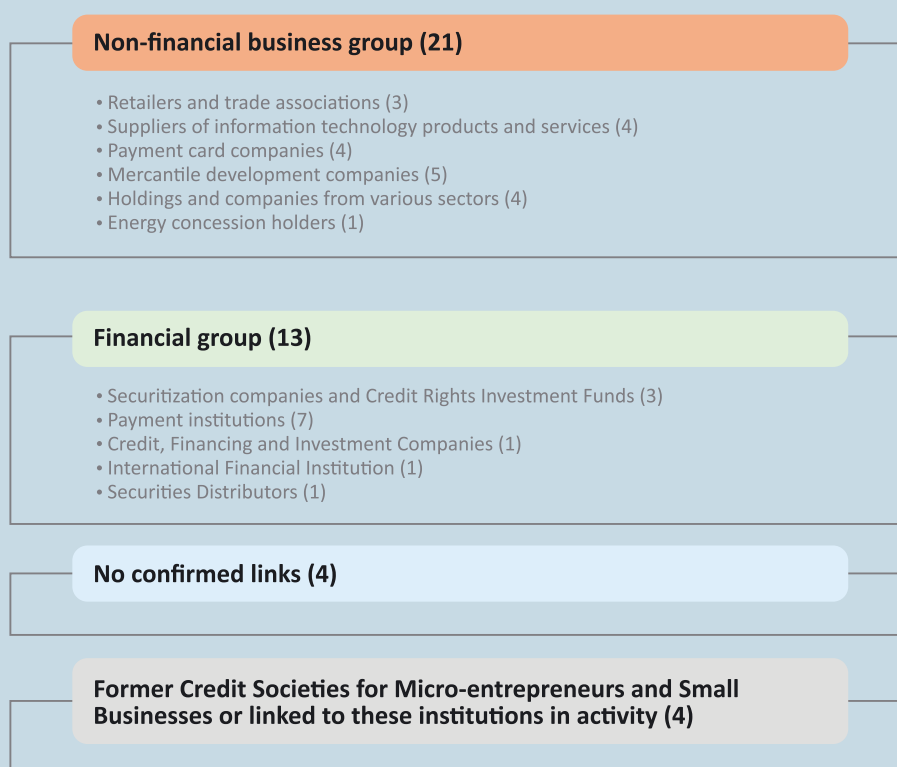 Non-financial business group (21)
• Retailers and trade associations (3)
• Suppliers of information technology products and services (4)
• Payment card companies (4)
• Mercantile development companies (5)
• Holdings and companies from various sectors (4)
• Energy concession holders (1)
Financial group (13)
• Securitization companies and Credit Rights Investment Funds (3)
• Payment institutions (7)
• Credit, Financing and Investment Companies (1)
• International Financial Institution (1)
• Securities Distributors (1)
No confirmed links (4)
Former Credit Societies for Micro-entrepreneurs and Small
Businesses or linked to these institutions in activity (4)